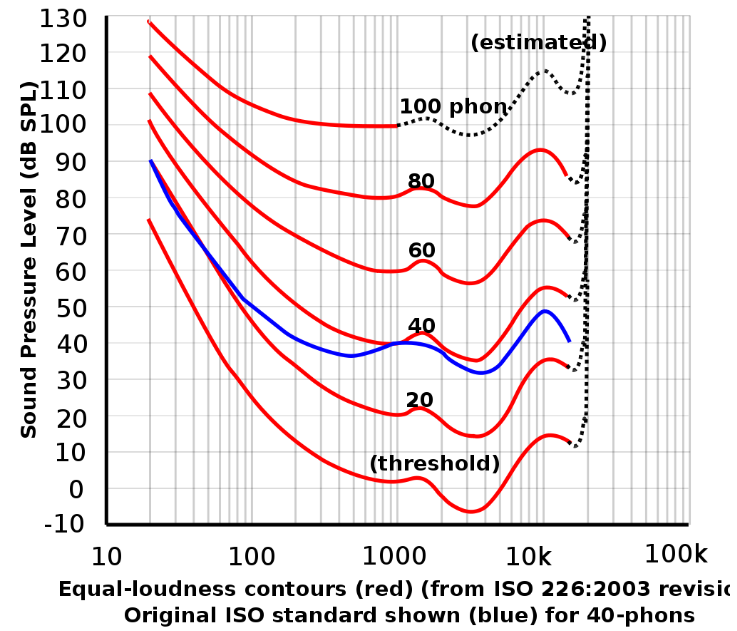 130
(estimated)
120
110
100 phon
100
90
80
80
70
60
60
50
40
40
30
20
20
10
(threshold)
0
-10
Sound Pressure Level (dB SPL)
10
100
1000
10k
100k
Equal-loudness contours (red) (from ISO 226:2003 revisio
Original ISO standard shown (blue) for 40-phons